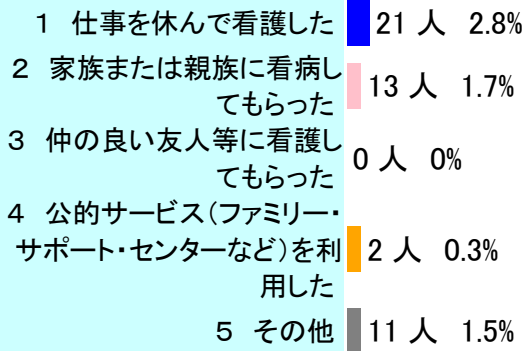 １　仕事を休んで看護した　21 人　2.8%
２　家族または親族に看病し
てもらった　13 人　1.7%
３　仲の良い友人等に看護し
てもらった　0 人　0%
４　公的サービス（ファミリー・
サポート・センターなど）を利
用した　2 人　0.3%
５　その他　11 人　1.5%